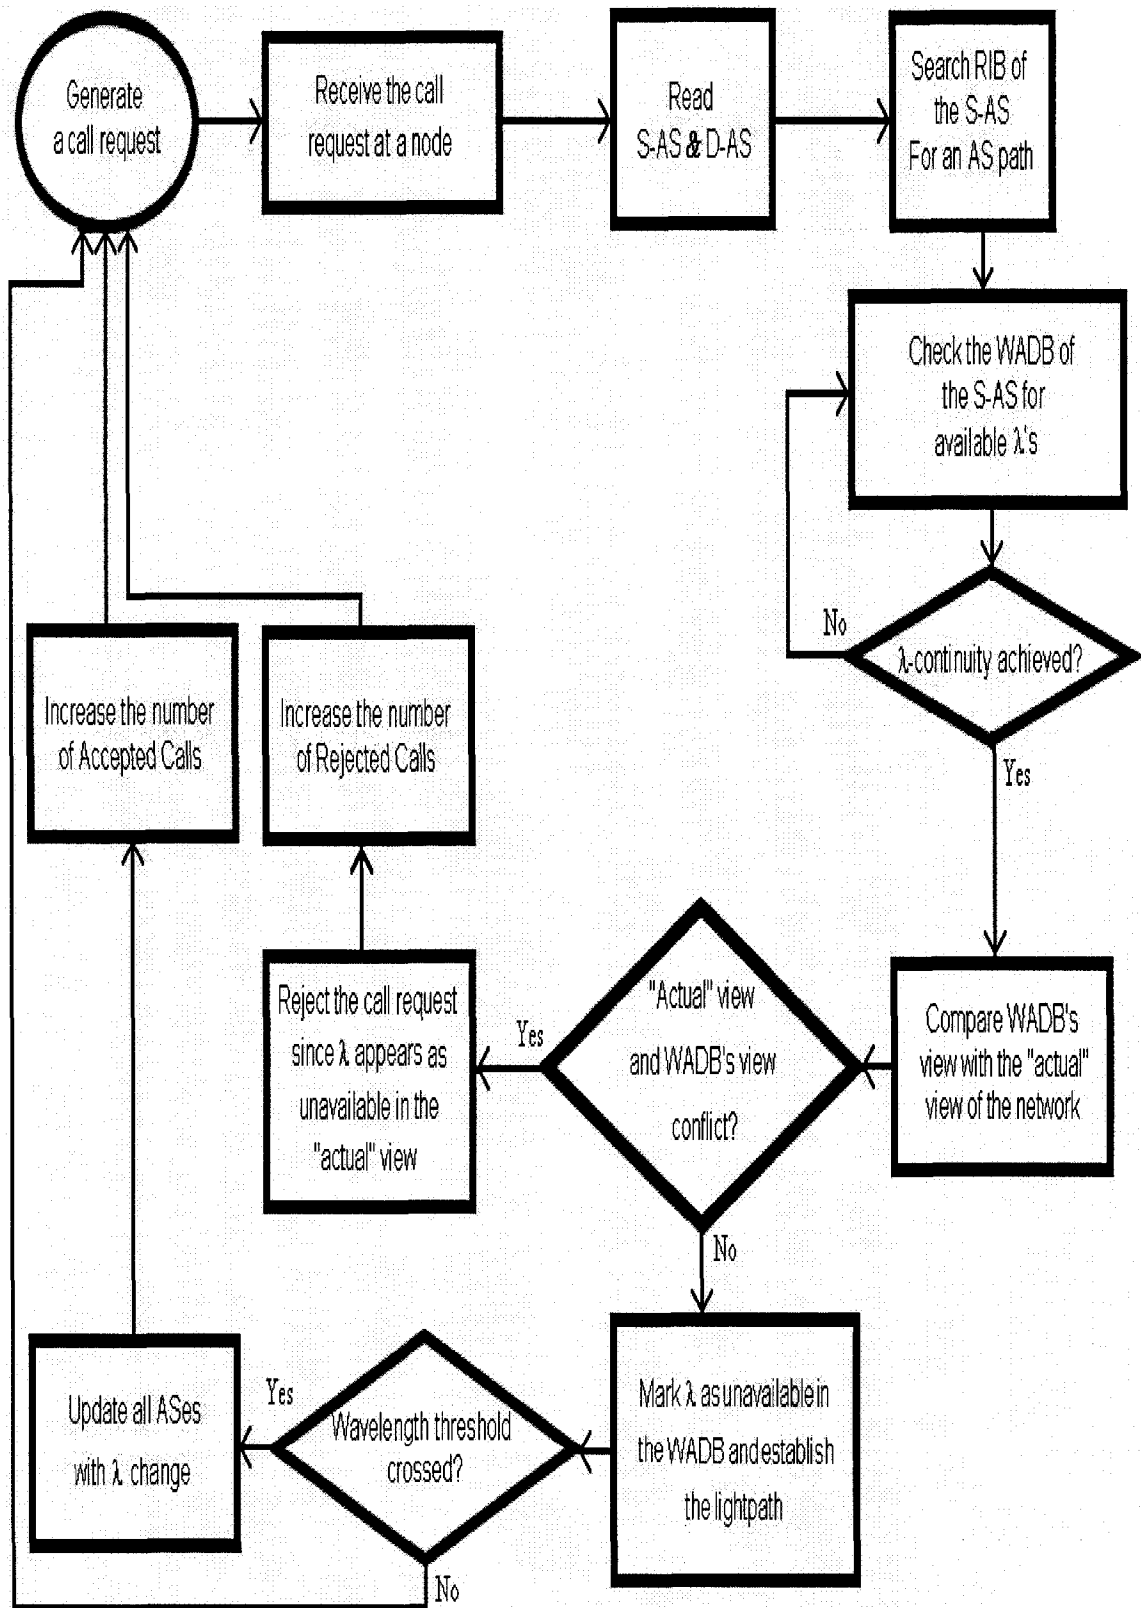 Generate
a call request
Receive the call
request at a node
Read
S-AS & D-AS
Search RIB of
the S-AS
For an AS path
Check the WADB of
the S-AS for
available λ's
No
λ-continuity achieved?
Yes
Increase the number
of Accepted Calls
Increase the number
of Rejected Calls
Compare WADB's
view with the "actual"
view of the network
"Actual" view
and WADB's view
conflict?
Yes
Reject the call request
since λ appears as
unavailable in the
"actual" view
No
Mark λ as unavailable in
the WADB and establish
the lightpath
Wavelength threshold
crossed?
Yes
Update all ASes
with λ change
No